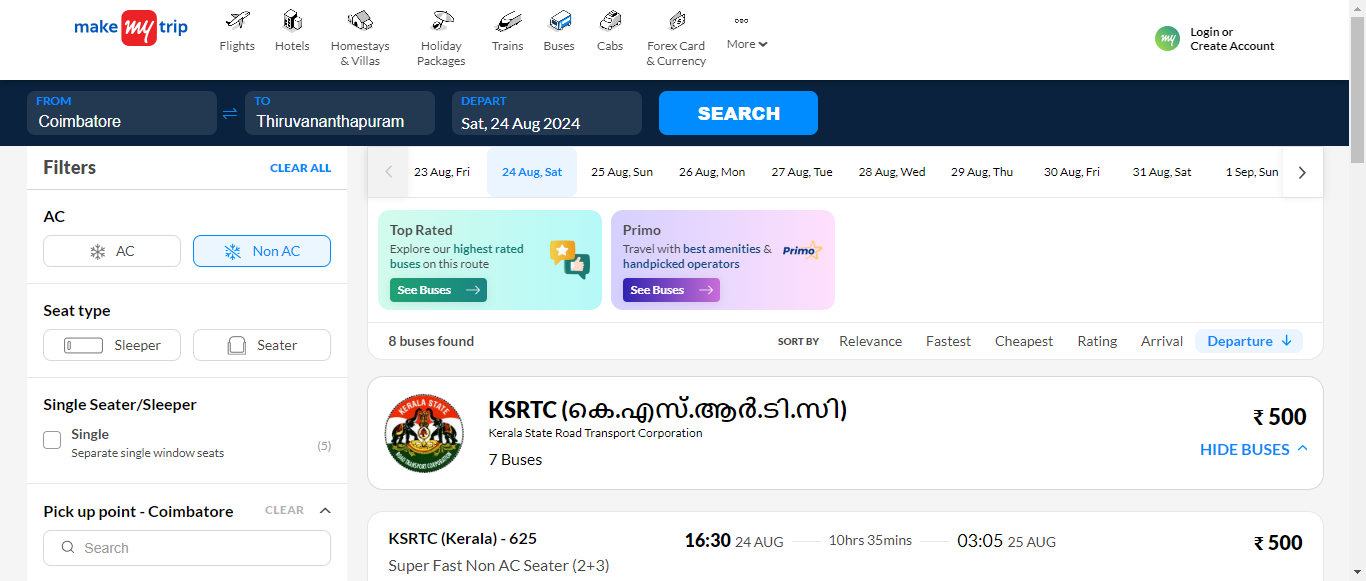 make my trip
Flights
Hotels
Homestays
& Villas
Holiday
Packages
Trains
Buses
Cabs
Forex Card
& Currency
More
my
Login or
Create Account
FROM
Coimbatore
TO
Thiruvananthapuram
DEPART
Sat, 24 Aug 2024
SEARCH
Filters
CLEAR ALL
AC
AC
Non AC
Seat type
Sleeper
Seater
Single Seater/Sleeper
Single
Separate single window seats
(5)
Pick up point - Coimbatore
CLEAR
Search
23 Aug, Fri
24 Aug, Sat
25 Aug, Sun
26 Aug, Mon
27 Aug, Tue
28 Aug, Wed
29 Aug, Thu
30 Aug, Fri
31 Aug, Sat
1 Sep, Sun
Top Rated
Explore our highest rated
buses on this route
See Buses
Primo
Travel with best amenities &
handpicked operators
See Buses
Primo
8 buses found
SORT BY
Relevance
Fastest
Cheapest
Rating
Arrival
Departure
KERALA STATE
ROAD TRANSPORT CORPORATION
KSRTC (കെ.എസ്.ആർ.ടി.സി)
Kerala State Road Transport Corporation
7 Buses
₹ 500
HIDE BUSES
KSRTC (Kerala) - 625
Super Fast Non AC Seater (2+3)
16:30 24 AUG
10hrs 35mins
03:05 25 AUG
₹ 500